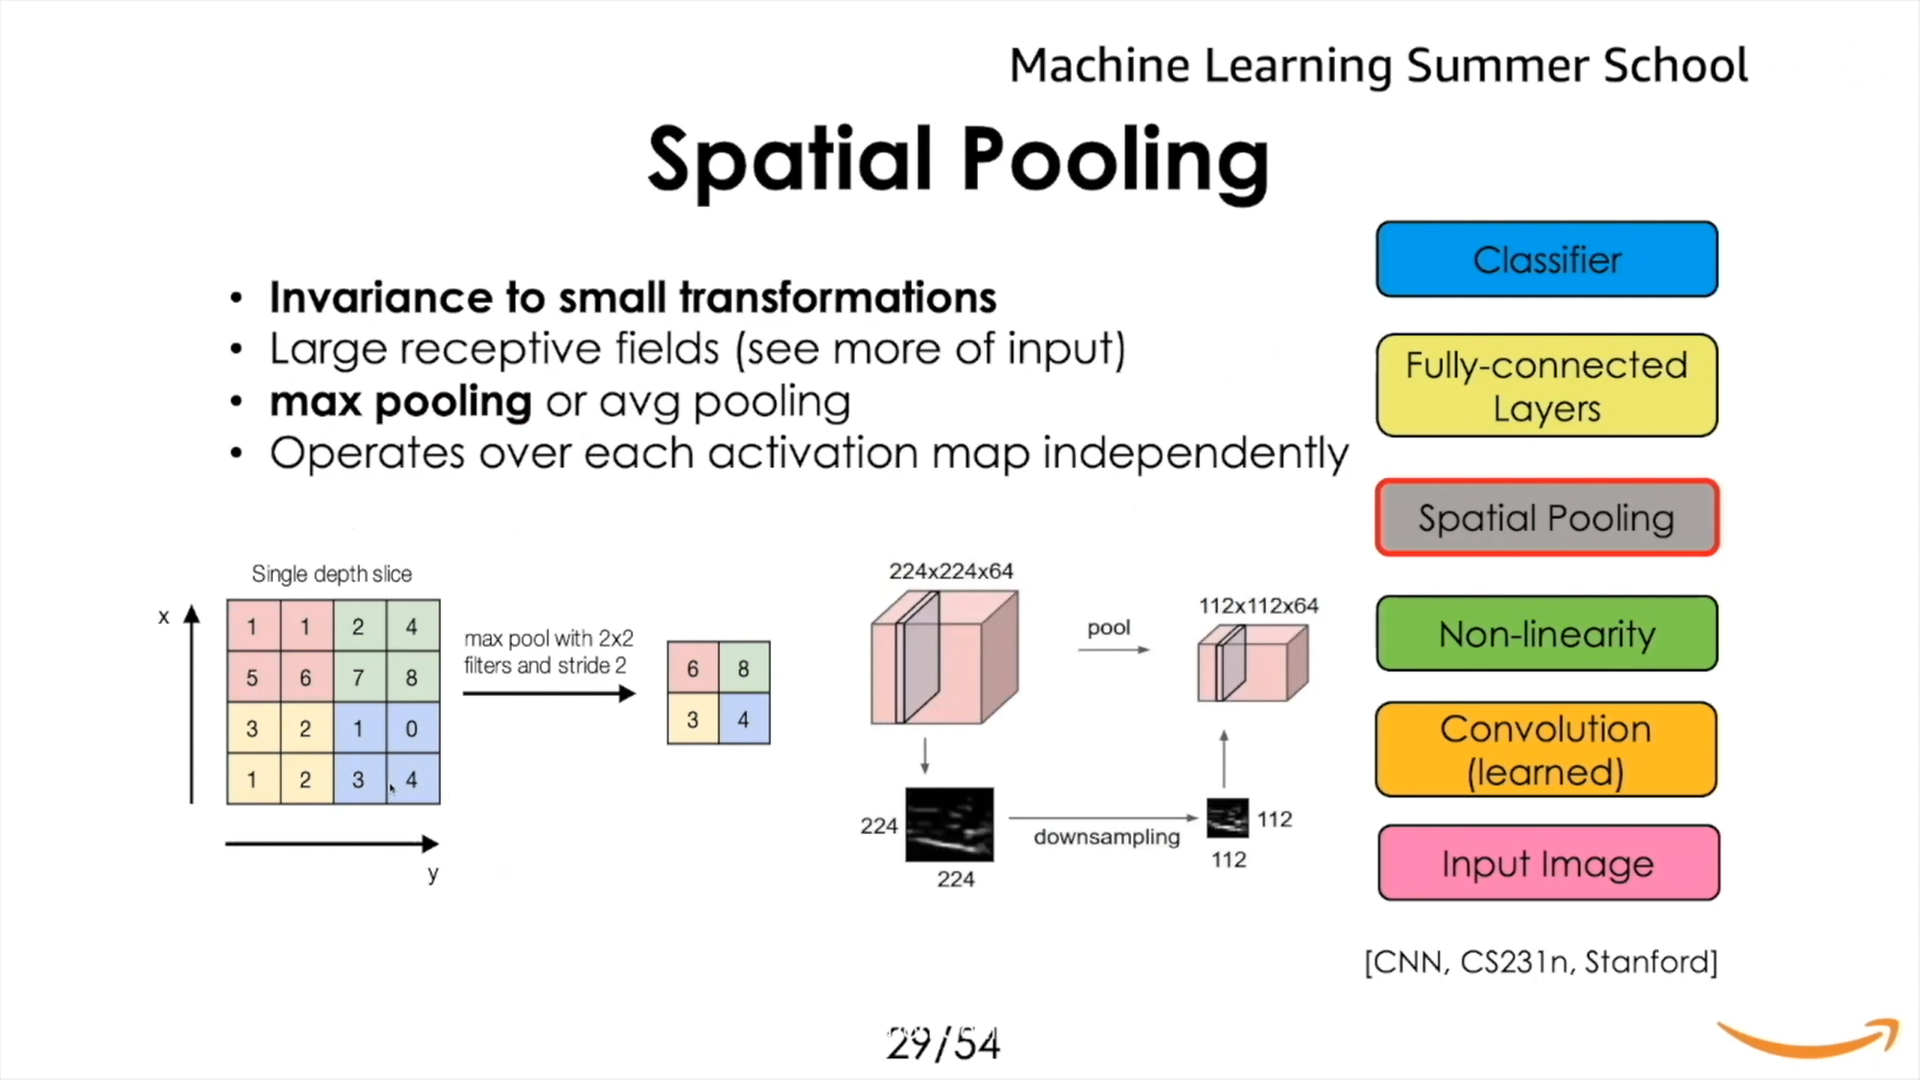 Machine Learning Summer School
Spatial Pooling
• Invariance to small transformations
• Large receptive fields (see more of input)
• max pooling or avg pooling
• Operates over each activation map independently
Classifier
Fully-connected
Layers
Spatial Pooling
Non-linearity
Convolution
(learned)
Input Image
Single depth slice
x
1 1 2 4
5 6 7 8
3 2 1 0
1 2 3 4
y
max pool with 2x2
filters and stride 2
6 8
3 4
224x224x64
pool
112x112x64
224
224
downsampling
112
112
[CNN, CS231n, Stanford]
29/54